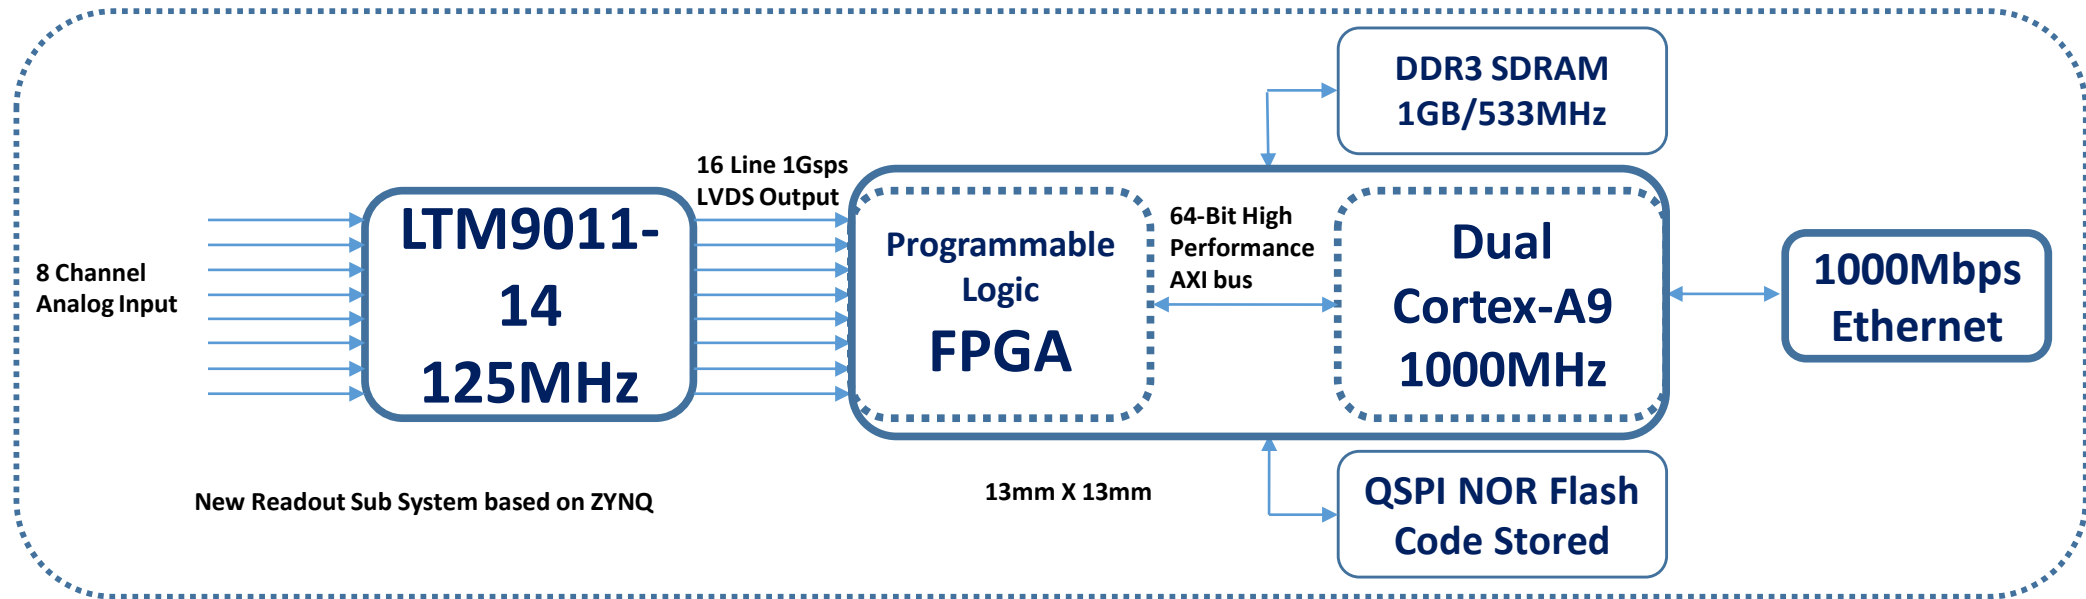 DDR3 SDRAM
1GB/533MHz
16 Line 1Gsps
LVDS Output
8 Channel
Analog Input
LTM9011-
14
125MHz
Programmable
Logic
FPGA
64-Bit High
Performance
AXI bus
Dual
Cortex-A9
1000MHz
1000Mbps
Ethernet
New Readout Sub System based on ZYNQ
13mm X 13mm
QSPI NOR Flash
Code Stored